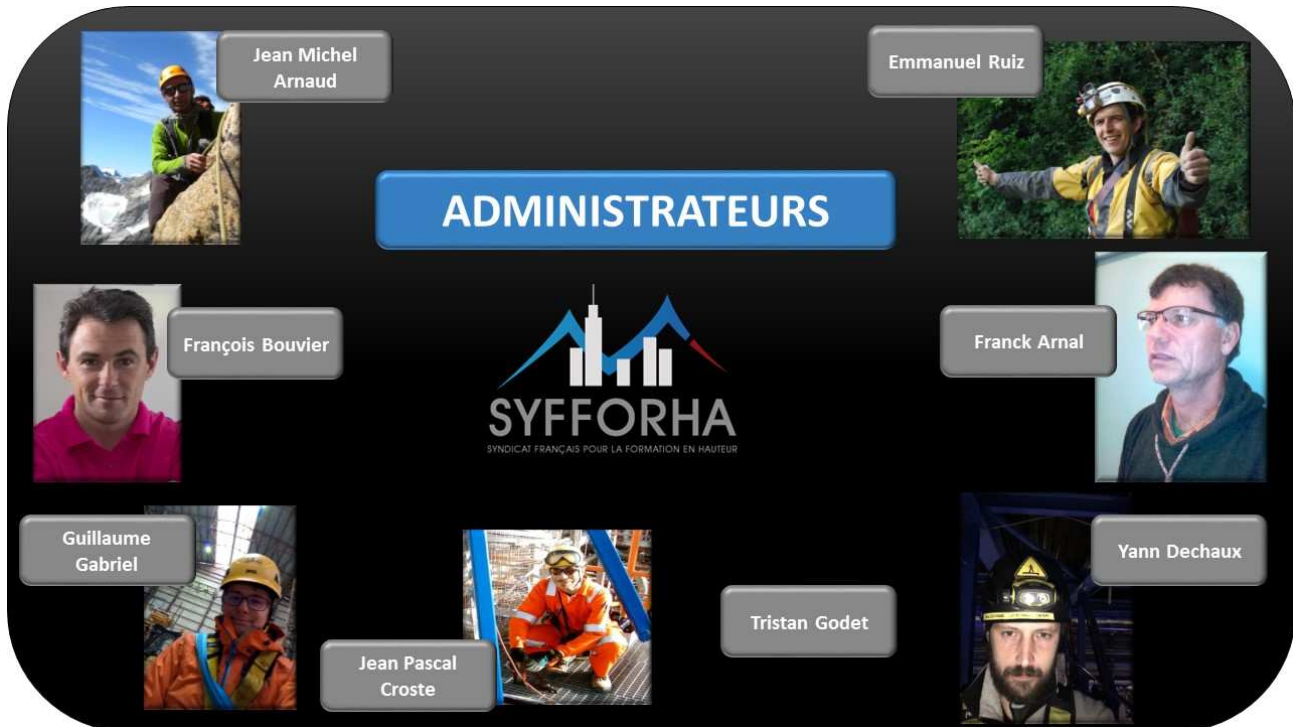 Jean Michel
Arnaud
Emmanuel Ruiz
ADMINISTRATEURS
François Bouvier
Franck Arnal
SYFFORHA
SYNDICAT FRANÇAIS POUR LA FORMATION EN HAUTEUR
Guillaume
Gabriel
Yann Dechaux
Tristan Godet
Jean Pascal
Croste